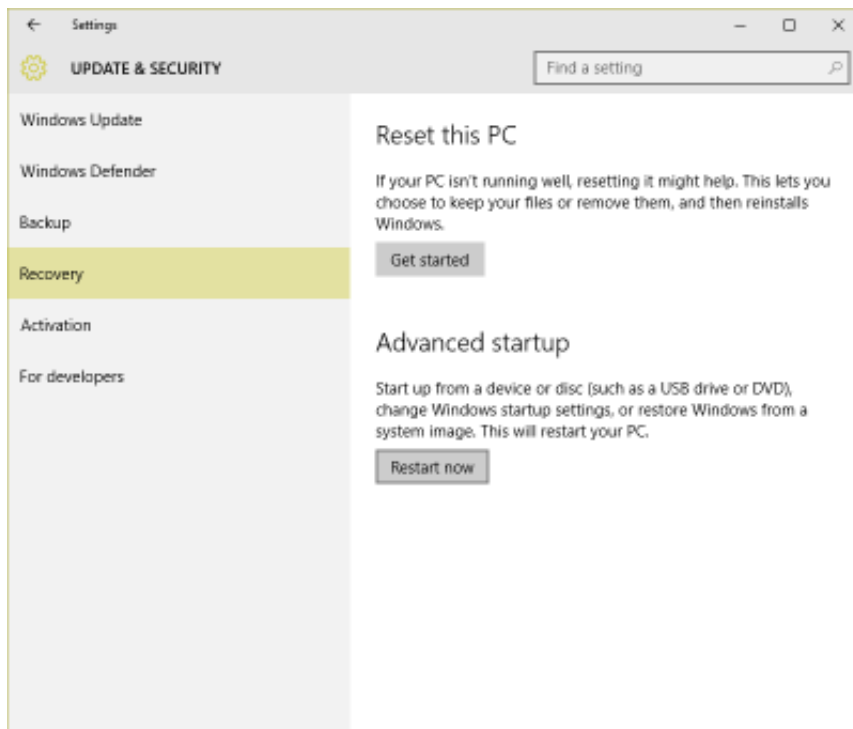 Settings
UPDATE & SECURITY
Find a setting
Windows Update
Windows Defender
Backup
Recovery
Activation
For developers
Reset this PC
If your PC isn't running well, resetting it might help. This lets you
choose to keep your files or remove them, and then reinstalls
Windows.
Get started
Advanced startup
Start up from a device or disc (such as a USB drive or DVD),
change Windows startup settings, or restore Windows from a
system image. This will restart your PC.
Restart now